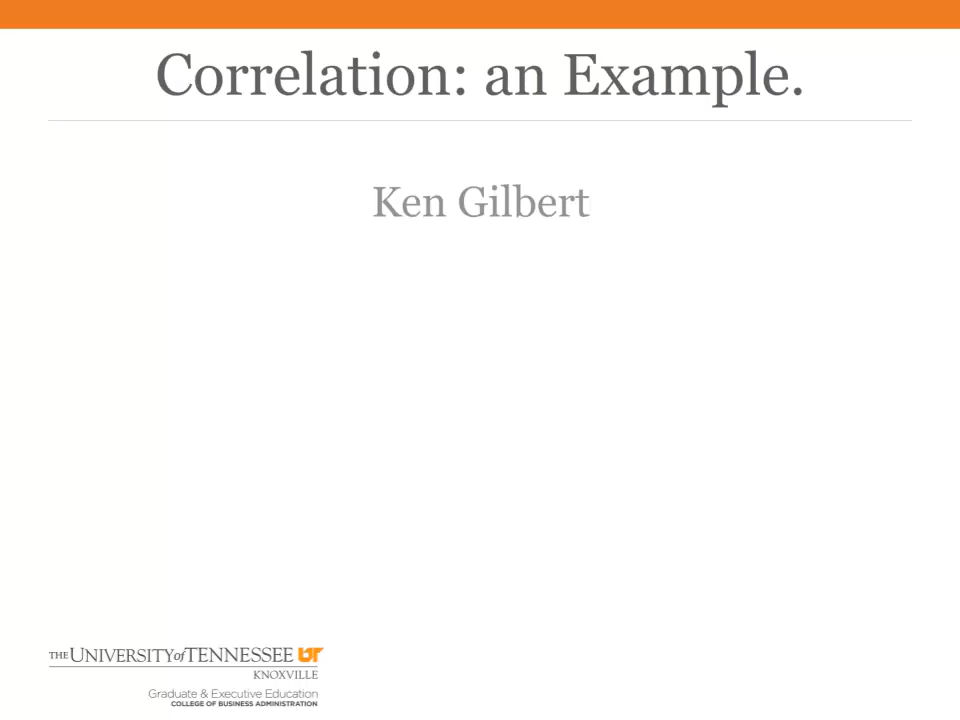 Correlation: an Example.
Ken Gilbert
THE UNIVERSITY of TENNESSEE UT
KNOXVILLE
Graduate & Executive Education
COLLEGE OF BUSINESS ADMINISTRATION